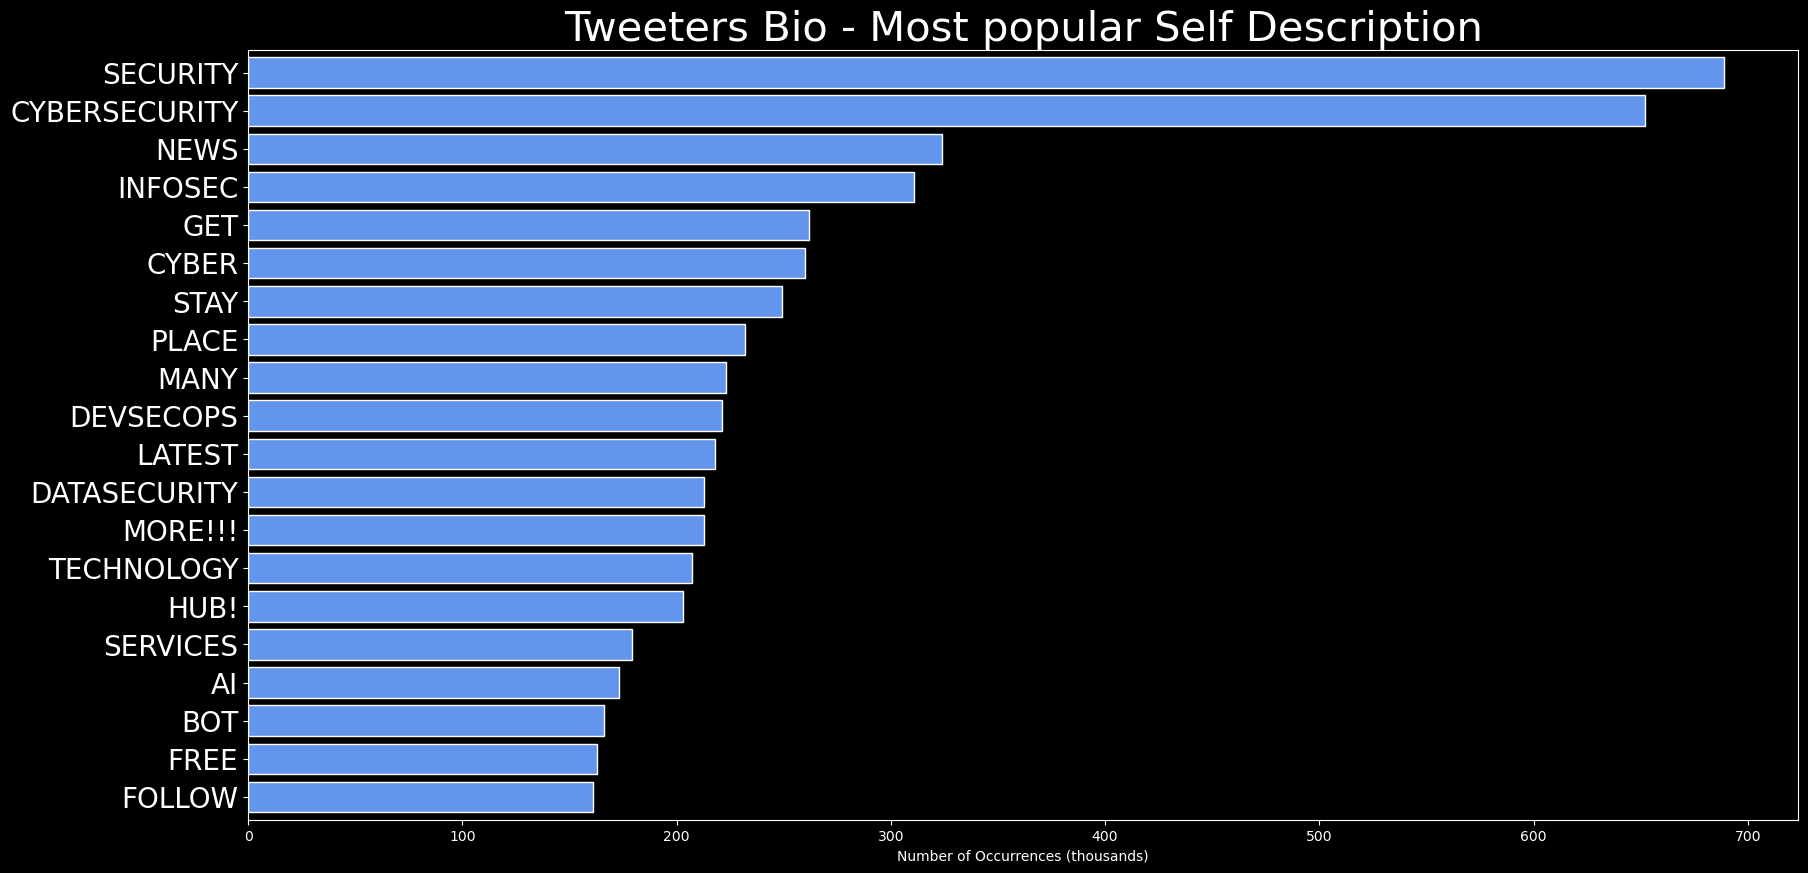 Tweeters Bio - Most popular Self Description
SECURITY
CYBERSECURITY
NEWS
INFOSEC
GET
CYBER
STAY
PLACE
MANY
DEVSECOPS
LATEST
DATASECURITY
MORE!!!
TECHNOLOGY
HUB!
SERVICES
AI
BOT
FREE
FOLLOW
0 100 200 300 400 500 600 700
Number of Occurrences (thousands)